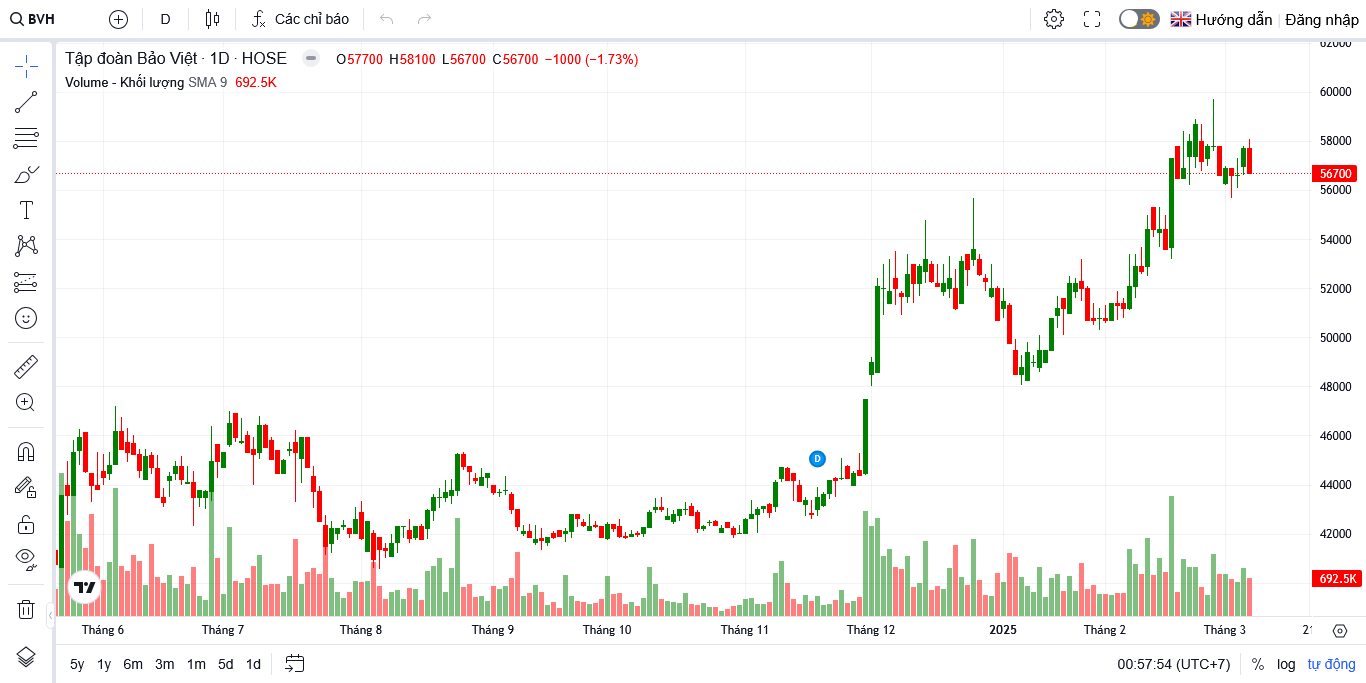 BVH D Các chỉ báo Hướng dẫn Đăng nhập
Tập đoàn Bảo Việt · 1D · HOSE O57700 H58100 L56700 C56700 −1000 (−1.73%)
Volume - Khối lượng SMA 9 692.5K
62000
60000
58000
56700
56000
54000
52000
50000
48000
46000
D
44000
42000
692.5K
Tháng 6 Tháng 7 Tháng 8 Tháng 9 Tháng 10 Tháng 11 Tháng 12 2025 Tháng 2 Tháng 3
5y 1y 6m 3m 1m 5d 1d 00:57:54 (UTC+7) % log tự động